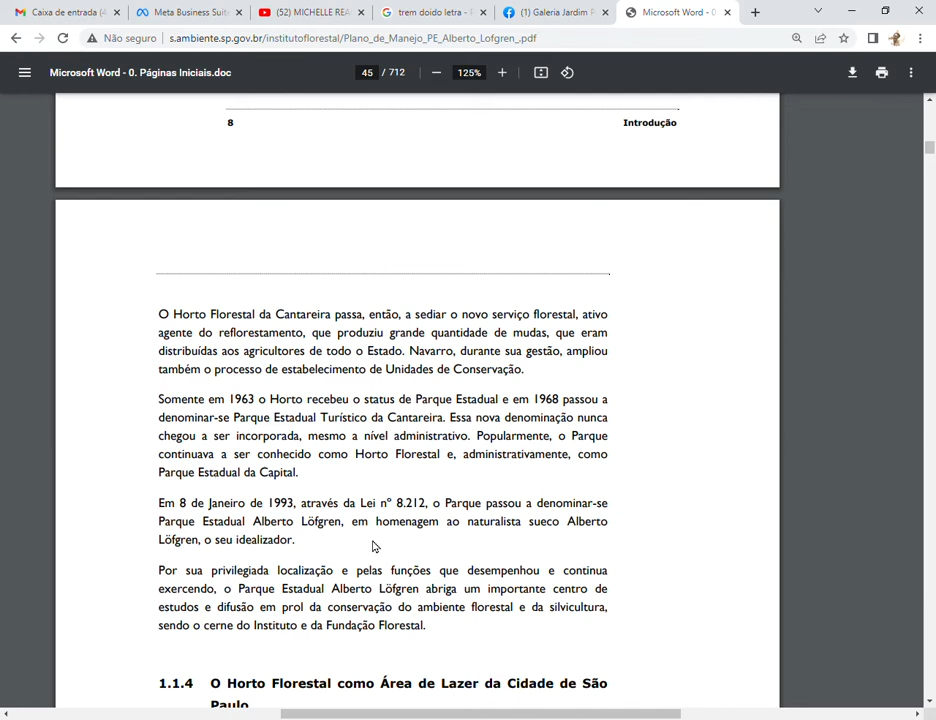 Caixa de entrada (4
Meta Business Suit
(52) MICHELLE REA
trem doido letra - P
(1) Galeria Jardim P
Microsoft Word - 0
Não seguro | s.ambiente.sp.gov.br/institutoflorestal/Plano_de_Manejo_PE_Alberto_Lofgren_.pdf
Microsoft Word - 0. Páginas Iniciais.doc
45 / 712
125%
8 Introdução
O Horto Florestal da Cantareira passa, então, a sediar o novo serviço florestal, ativo
agente do reflorestamento, que produziu grande quantidade de mudas, que eram
distribuídas aos agricultores de todo o Estado. Navarro, durante sua gestão, ampliou
também o processo de estabelecimento de Unidades de Conservação.
Somente em 1963 o Horto recebeu o status de Parque Estadual e em 1968 passou a
denominar-se Parque Estadual Turístico da Cantareira. Essa nova denominação nunca
chegou a ser incorporada, mesmo a nível administrativo. Popularmente, o Parque
continuava a ser conhecido como Horto Florestal e, administrativamente, como
Parque Estadual da Capital.
Em 8 de Janeiro de 1993, através da Lei nº 8.212, o Parque passou a denominar-se
Parque Estadual Alberto Löfgren, em homenagem ao naturalista sueco Alberto
Löfgren, o seu idealizador.
Por sua privilegiada localização e pelas funções que desempenhou e continua
exercendo, o Parque Estadual Alberto Löfgren abriga um importante centro de
estudos e difusão em prol da conservação do ambiente florestal e da silvicultura,
sendo o cerne do Instituto e da Fundação Florestal.
1.1.4 O Horto Florestal como Área de Lazer da Cidade de São
Paulo